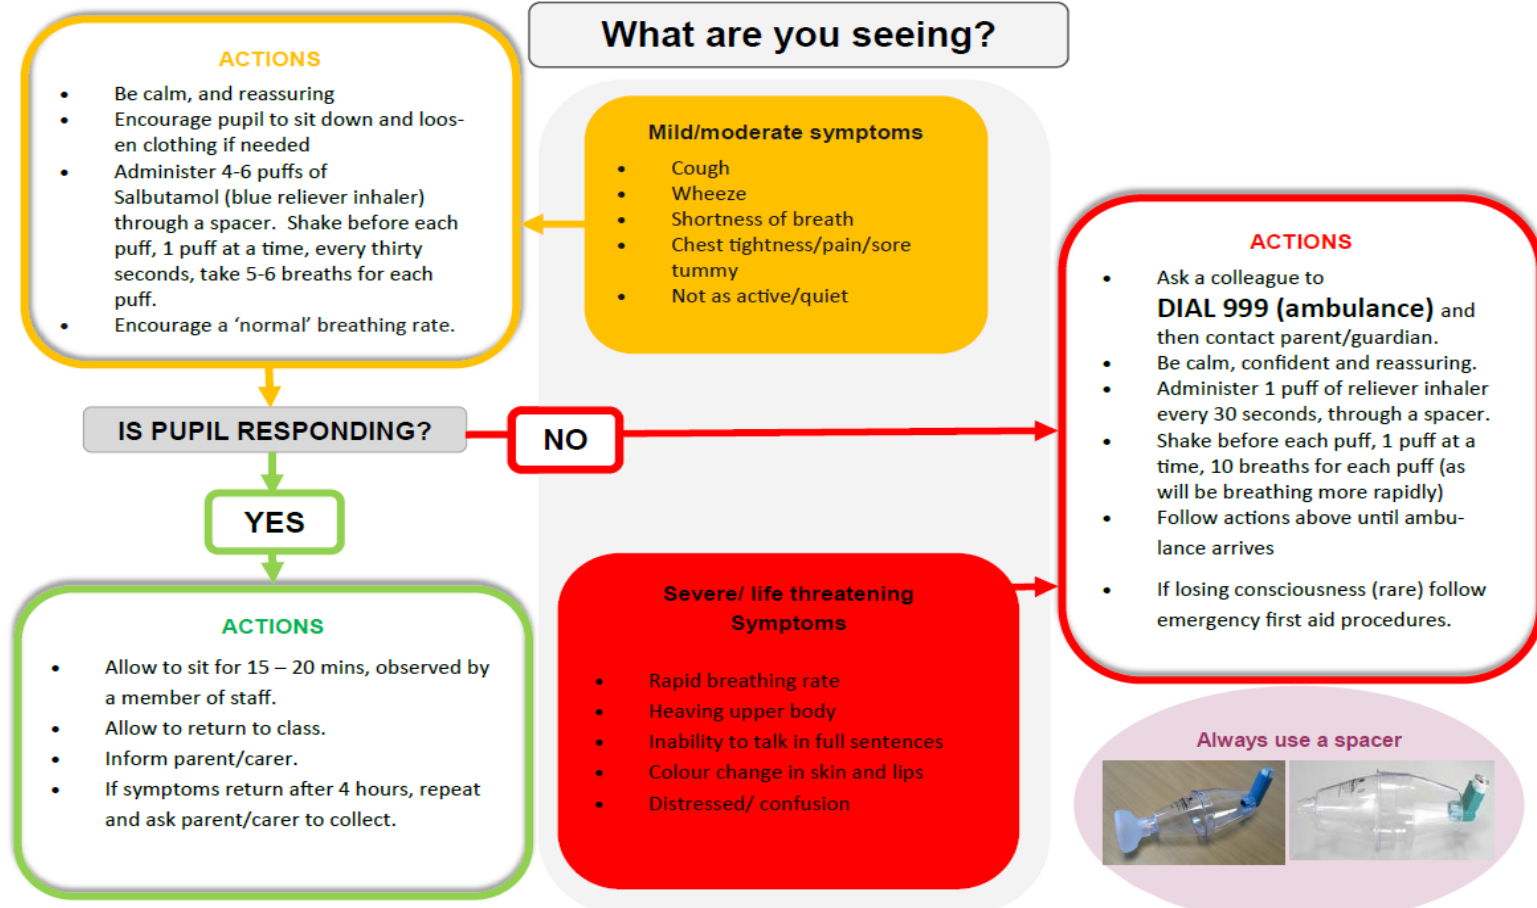 What are you seeing?
ACTIONS
• Be calm, and reassuring
• Encourage pupil to sit down and loos-
en clothing if needed
• Administer 4-6 puffs of
Salbutamol (blue reliever inhaler)
through a spacer.  Shake before each
puff, 1 puff at a time, every thirty
seconds, take 5-6 breaths for each
puff.
• Encourage a ‘normal’ breathing rate.
Mild/moderate symptoms
• Cough
• Wheeze
• Shortness of breath
• Chest tightness/pain/sore
tummy
• Not as active/quiet
IS PUPIL RESPONDING?
NO
YES
ACTIONS
• Allow to sit for 15 – 20 mins, observed by
a member of staff.
• Allow to return to class.
• Inform parent/carer.
• If symptoms return after 4 hours, repeat
and ask parent/carer to collect.
Severe/ life threatening
Symptoms
• Rapid breathing rate
• Heaving upper body
• Inability to talk in full sentences
• Colour change in skin and lips
• Distressed/ confusion
ACTIONS
• Ask a colleague to
DIAL 999 (ambulance) and
then contact parent/guardian.
• Be calm, confident and reassuring.
• Administer 1 puff of reliever inhaler
every 30 seconds, through a spacer.
• Shake before each puff, 1 puff at a
time, 10 breaths for each puff (as
will be breathing more rapidly)
• Follow actions above until ambu-
lance arrives
• If losing consciousness (rare) follow
emergency first aid procedures.
Always use a spacer